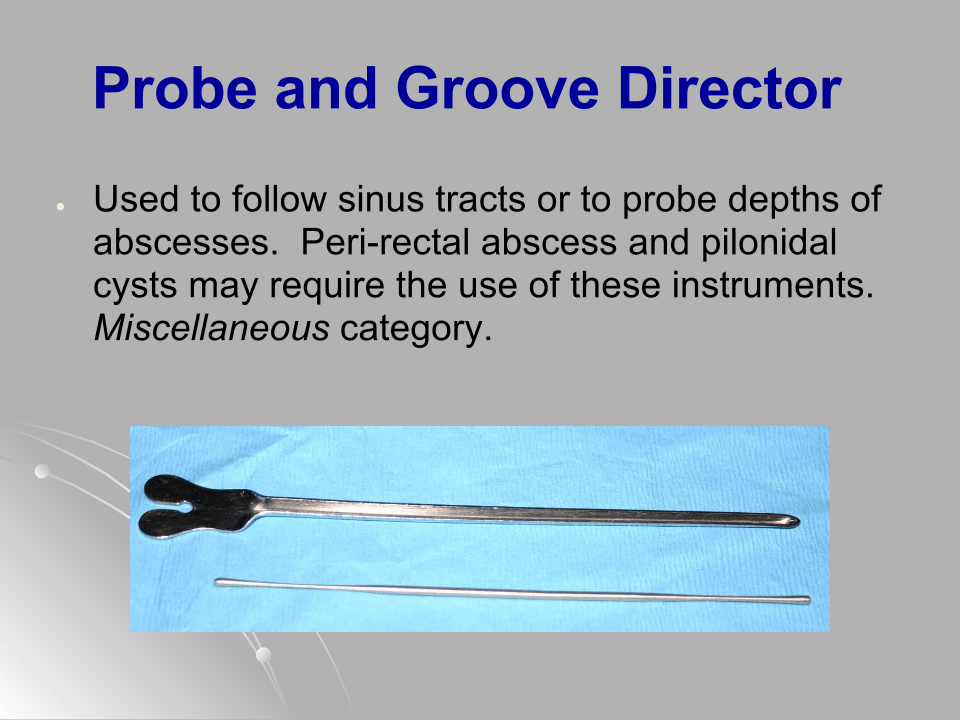 Probe and Groove Director
● Used to follow sinus tracts or to probe depths of
abscesses.  Peri-rectal abscess and pilonidal
cysts may require the use of these instruments.
Miscellaneous category.